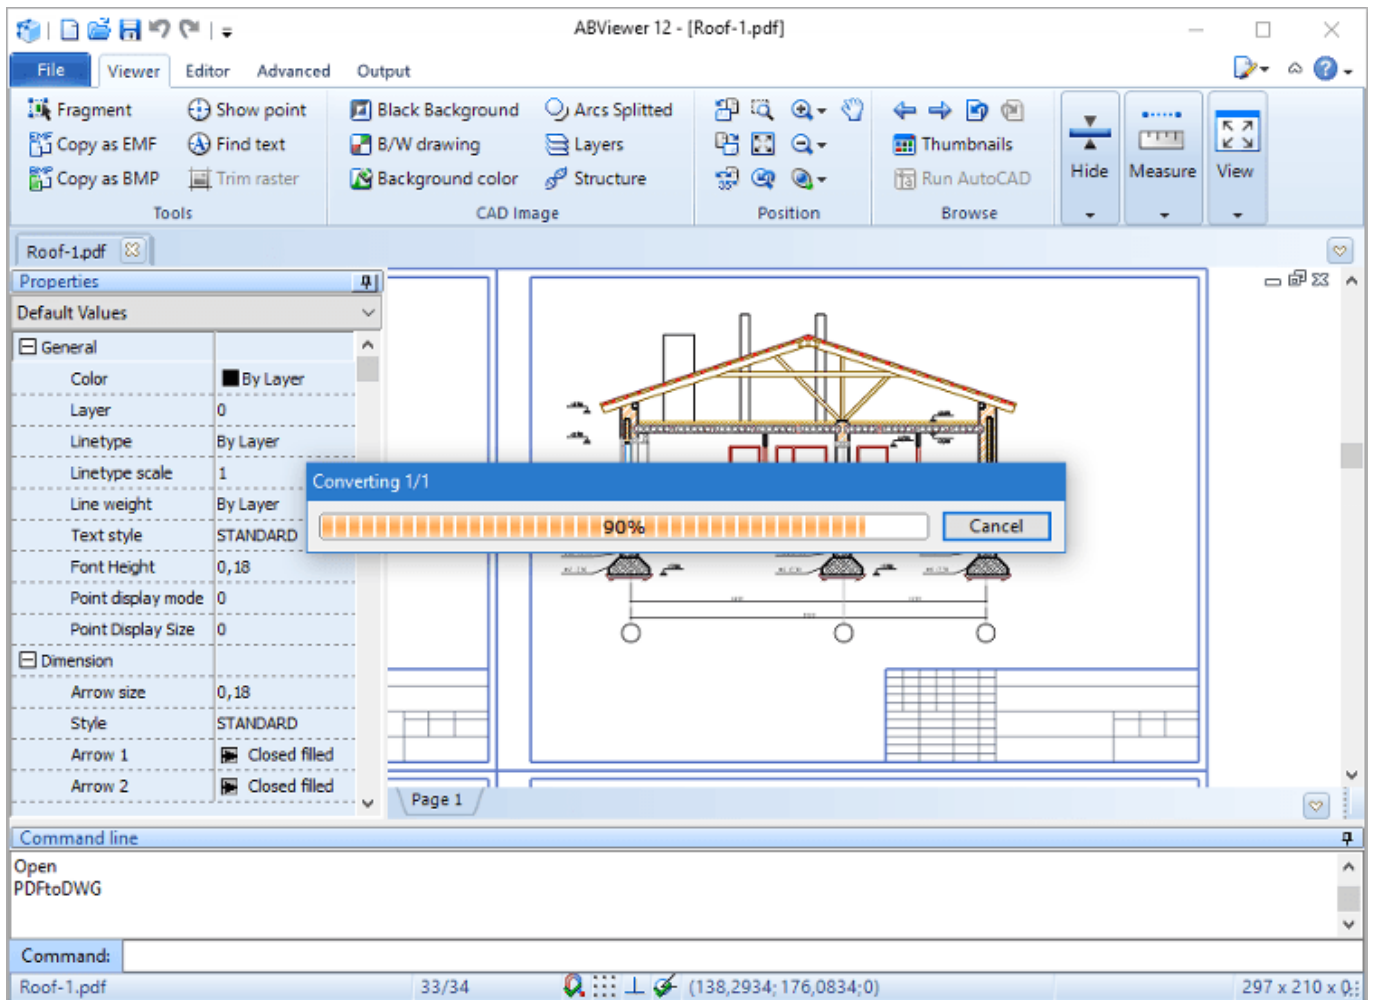 ABViewer 12 - [Roof-1.pdf]
File Viewer Editor Advanced Output
Fragment Show point Black Background Arcs Splitted
Copy as EMF Find text B/W drawing Layers Thumbnails
Copy as BMP Trim raster Background color Structure Run AutoCAD
Hide Measure View
Tools CAD Image Position Browse
Roof-1.pdf
Properties
Default Values
General
Color By Layer
Layer 0
Linetype By Layer
Linetype scale 1
Line weight By Layer
Text style STANDARD
Font Height 0,18
Point display mode 0
Point Display Size 0
Dimension
Arrow size 0,18
Style STANDARD
Arrow 1 Closed filled
Arrow 2 Closed filled
Converting 1/1
90% Cancel
Page 1
Command line
Open
PDFtoDWG
Command:
Roof-1.pdf 33/34 (138,2934; 176,0834;0) 297 x 210 x 0;